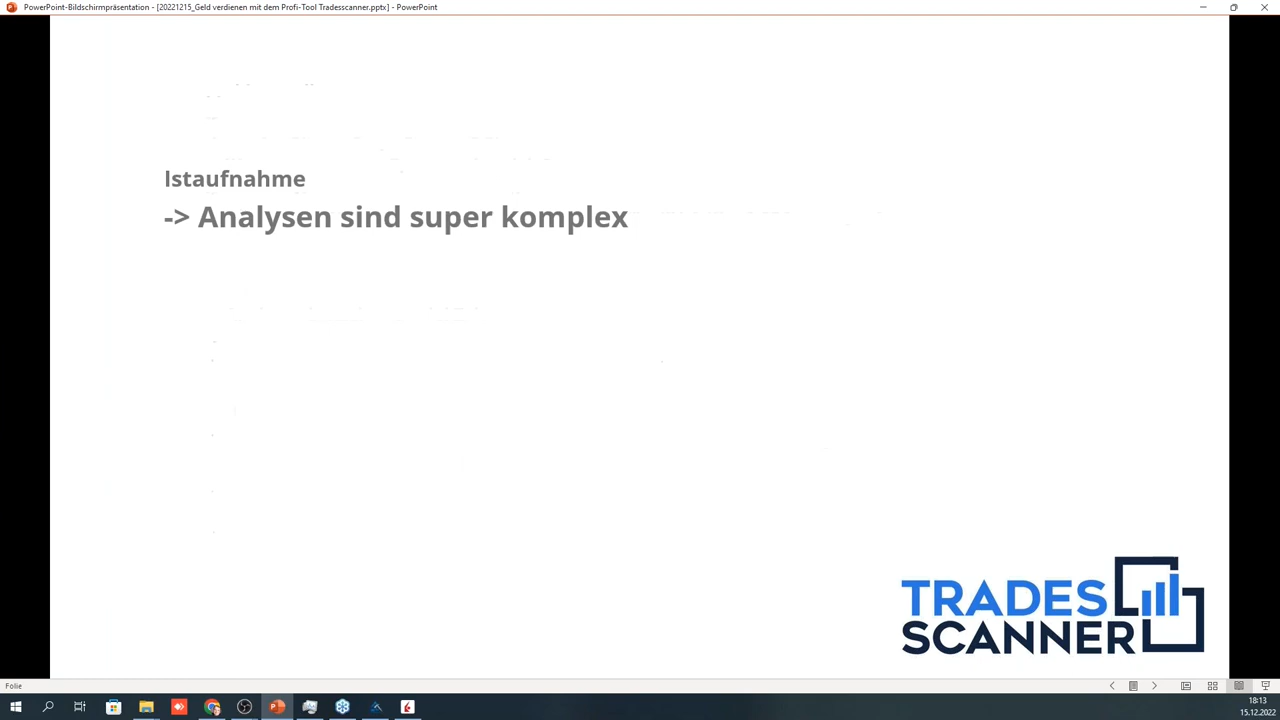 PowerPoint-Bildschirmpräsentation - [20221215_Geld verdienen mit dem Profi-Tool Tradesscanner.pptx] - PowerPoint
Istaufnahme
-> Analysen sind super komplex
TRADES
SCANNER
Folie
18:13
15.12.2022